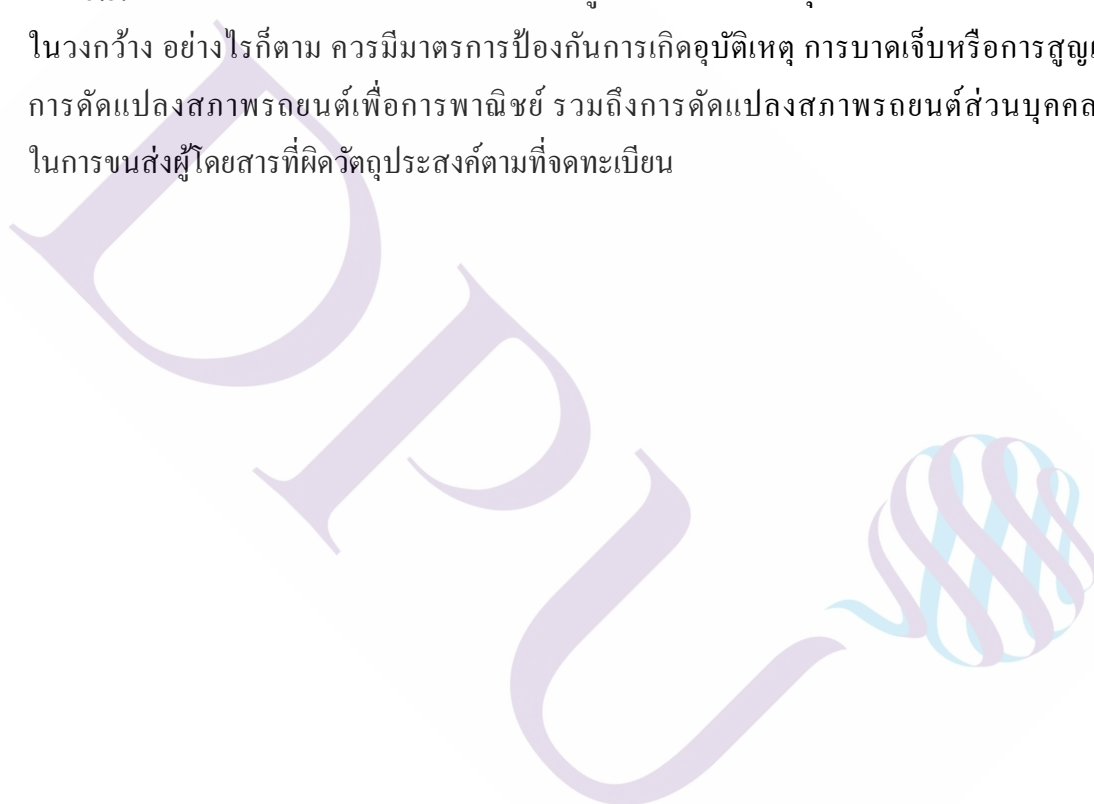 ในวงกว้าง อย่างไรก็ตาม ควรมีมาตรการป้องกันการเกิดอุบัติเหตุ การบาดเจ็บหรือการสูญ
การดัดแปลงสภาพรถยนต์เพื่อการพาณิชย์ รวมถึงการดัดแปลงสภาพรถยนต์ส่วนบุคคล
ในการขนส่งผู้โดยสารที่ผิดวัตถุประสงค์ตามที่จดทะเบียน
DPU